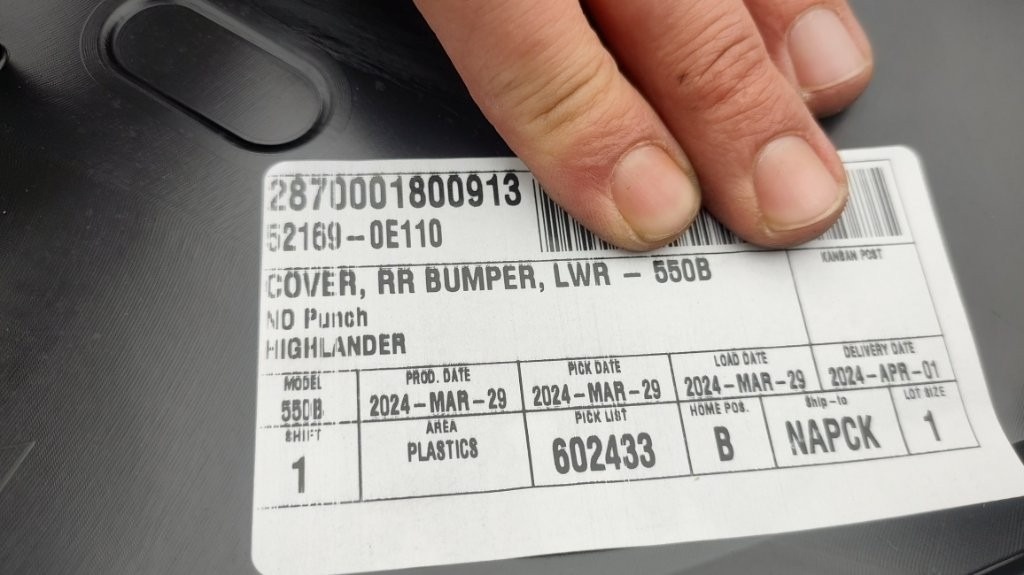 2870001800913
52169-0E110
COVER, RR BUMPER, LWR - 550B
KANBAN POST
NO Punch
HIGHLANDER
MODEL PROD. DATE PICK DATE LOAD DATE DELIVERY DATE
550B 2024-MAR-29 2024-MAR-29 2024-MAR-29 2024-APR-01
SHIFT AREA PICK LIST HOME POS. Ship-to LOT SIZE
1 PLASTICS 602433 B NAPCK 1